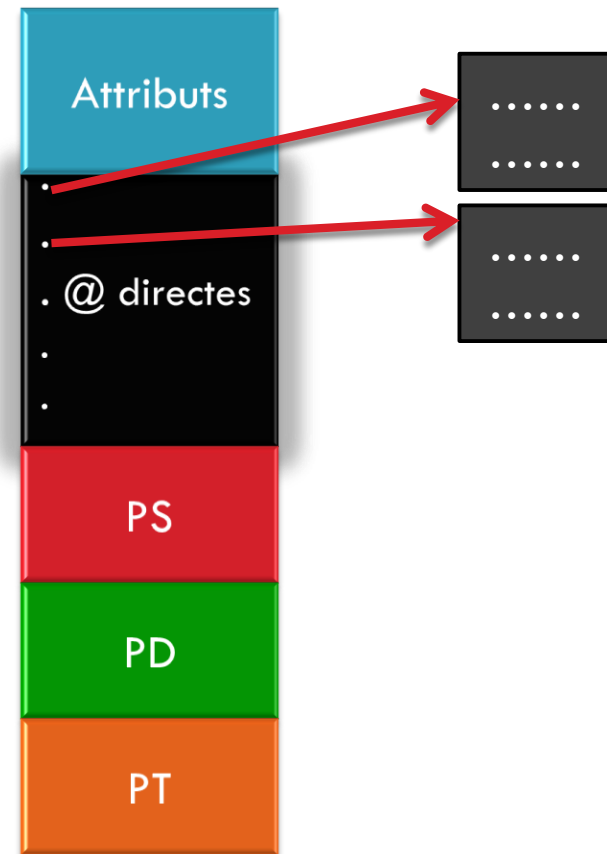 Attributs
......
......
......
......
@ directes
PS
PD
PT